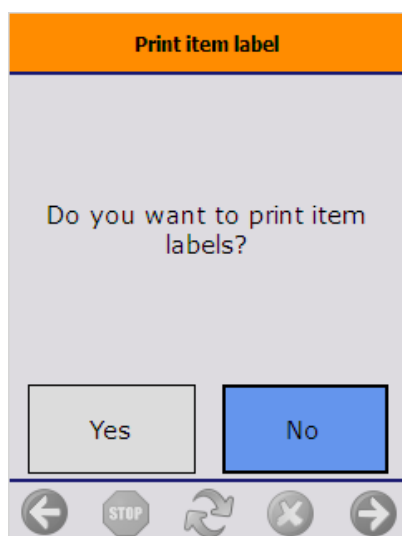 Print item label
Do you want to print item
labels?
Yes
No
STOP